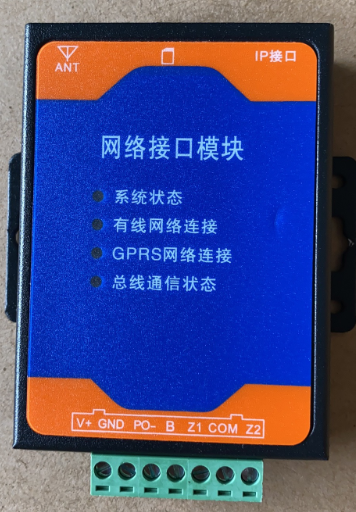 ANT
IP接口
网络接口模块
系统状态
有线网络连接
GPRS网络连接
总线通信状态
V+ GND PO- B Z1 COM Z2